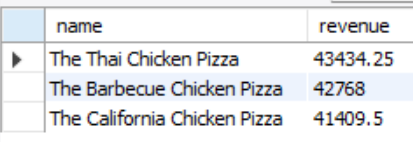 name revenue
The Thai Chicken Pizza 43434.25
The Barbecue Chicken Pizza 42768
The California Chicken Pizza 41409.5